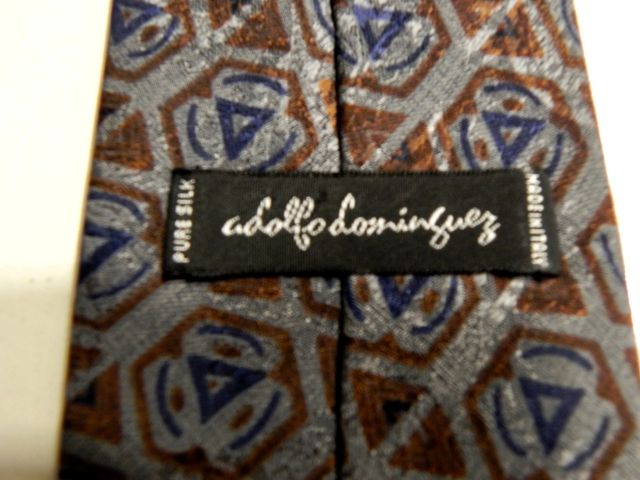 PURE SILK
adolfo dominguez
MADE IN ITALY